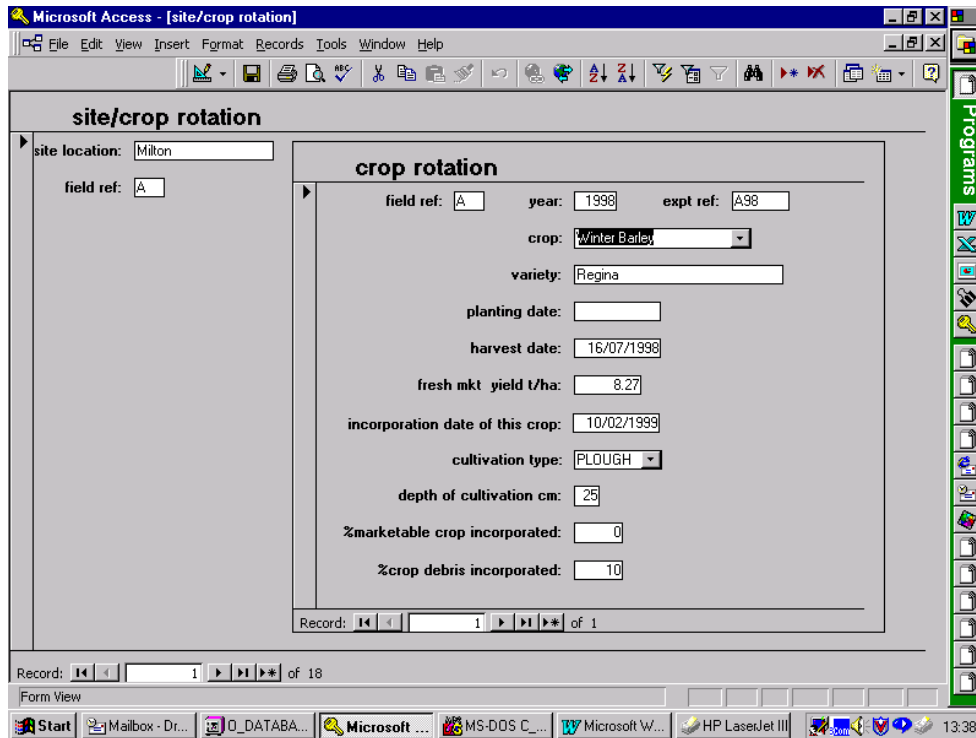 Microsoft Access - [site/crop rotation]
File Edit View Insert Format Records Tools Window Help
site/crop rotation
site location: Milton
field ref: A
crop rotation
field ref: A year: 1998 expt ref: A98
crop: Winter Barley
variety: Regina
planting date:
harvest date: 16/07/1998
fresh mkt yield t/ha: 8.27
incorporation date of this crop: 10/02/1999
cultivation type: PLOUGH
depth of cultivation cm: 25
%marketable crop incorporated: 0
%crop debris incorporated: 10
Record: 1 of 1
Record: 1 of 18
Form View
Start Mailbox - Dr... O_DATABA... Microsoft ... MS-DOS C_... Microsoft W... HP LaserJet III 13:38
Programs